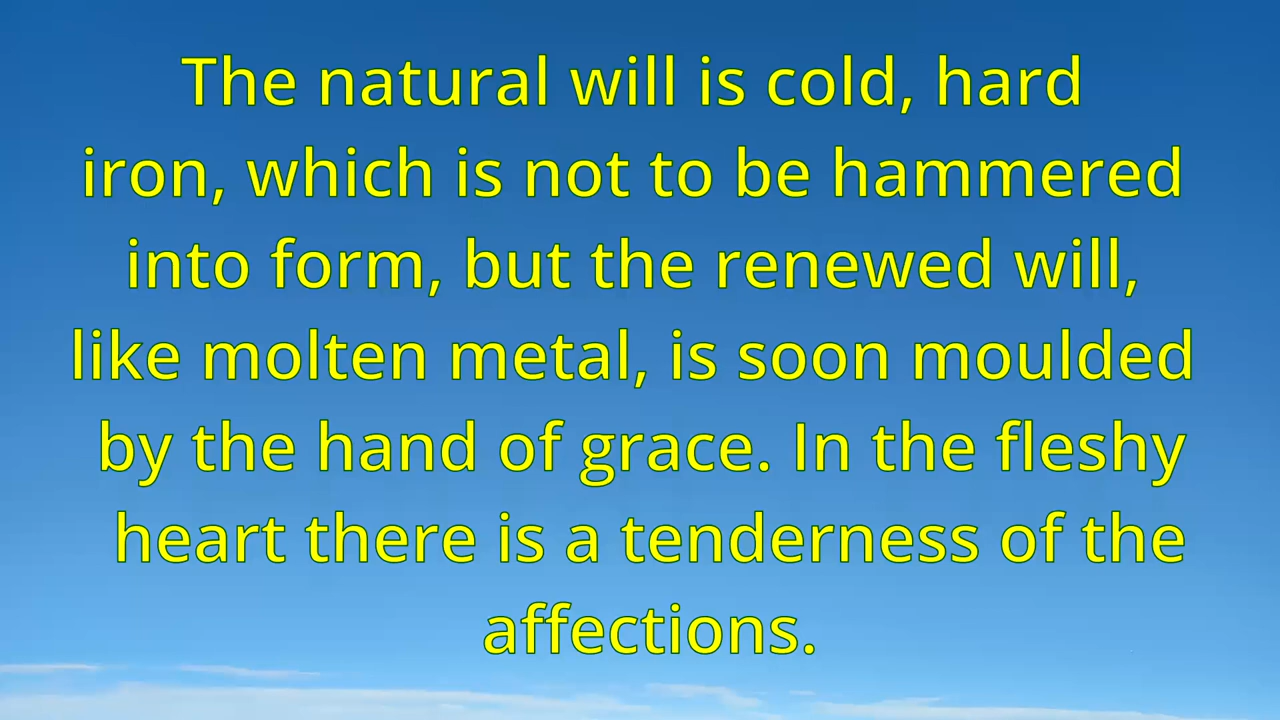 The natural will is cold, hard
iron, which is not to be hammered
into form, but the renewed will,
like molten metal, is soon moulded
by the hand of grace. In the fleshy
heart there is a tenderness of the
affections.